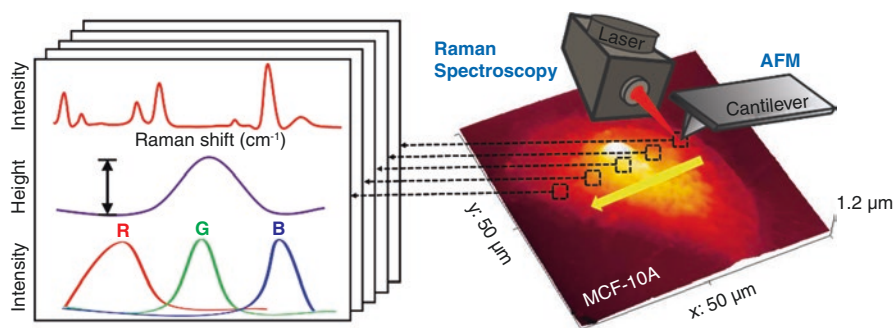 Intensity
Raman shift (cm⁻¹)
Height
Intensity
R
G
B
Raman
Spectroscopy
Laser
AFM
Cantilever
1.2 µm
y: 50 µm
MCF-10A
x: 50 µm